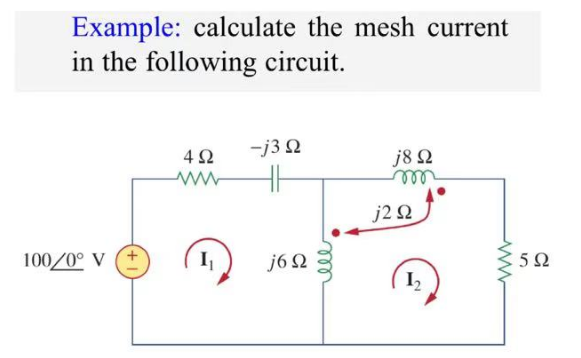 Example: calculate the mesh current
in the following circuit.
4 Ω
−j3 Ω
j8 Ω
j2 Ω
100∠0° V
+
−
I₁
j6 Ω
I₂
5 Ω